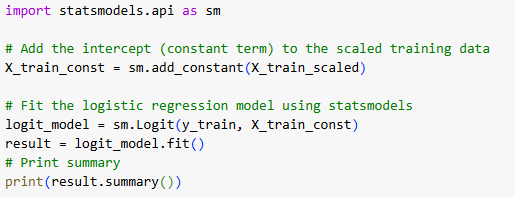 import statsmodels.api as sm
# Add the intercept (constant term) to the scaled training data
X_train_const = sm.add_constant(X_train_scaled)
# Fit the logistic regression model using statsmodels
logit_model = sm.Logit(y_train, X_train_const)
result = logit_model.fit()
# Print summary
print(result.summary())